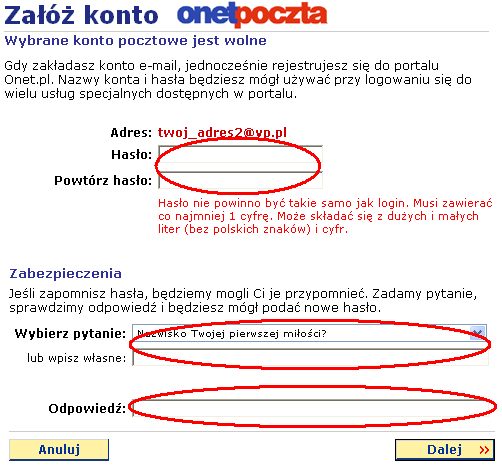 Załóż konto onetpoczta
Wybrane konto pocztowe jest wolne
Gdy zakładasz konto e-mail, jednocześnie rejestrujesz się do portalu
Onet.pl. Nazwy konta i hasła będziesz mógł używać przy logowaniu się do
wielu usług specjalnych dostępnych w portalu.
Adres: twoj_adres2@vp.pl
Hasło:
Powtórz hasło:
Hasło nie powinno być takie samo jak login. Musi zawierać
co najmniej 1 cyfrę. Może składać się z dużych i małych
liter (bez polskich znaków) i cyfr.
Zabezpieczenia
Jeśli zapomnisz hasła, będziemy mogli Ci je przypomnieć. Zadamy pytanie,
sprawdzimy odpowiedź i będziesz mógł podać nowe hasło.
Wybierz pytanie: Nazwisko Twojej pierwszej miłości?
lub wpisz własne:
Odpowiedź:
Anuluj Dalej »